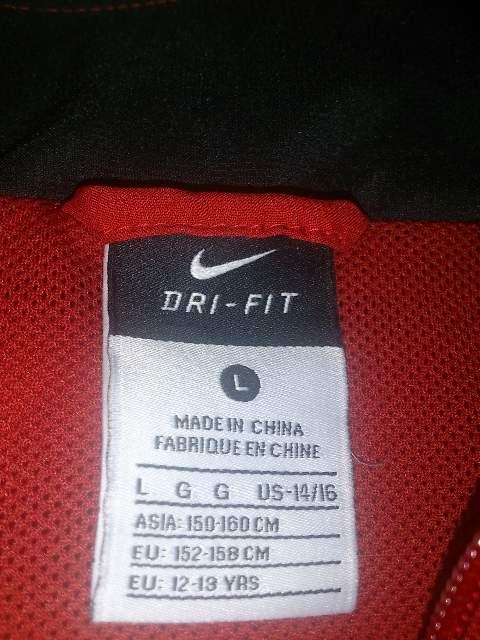 DRI-FIT
L
MADE IN CHINA
FABRIQUE EN CHINE
L G G US-14/16
ASIA: 150-160 CM
EU: 152-158 CM
EU: 12-13 YRS